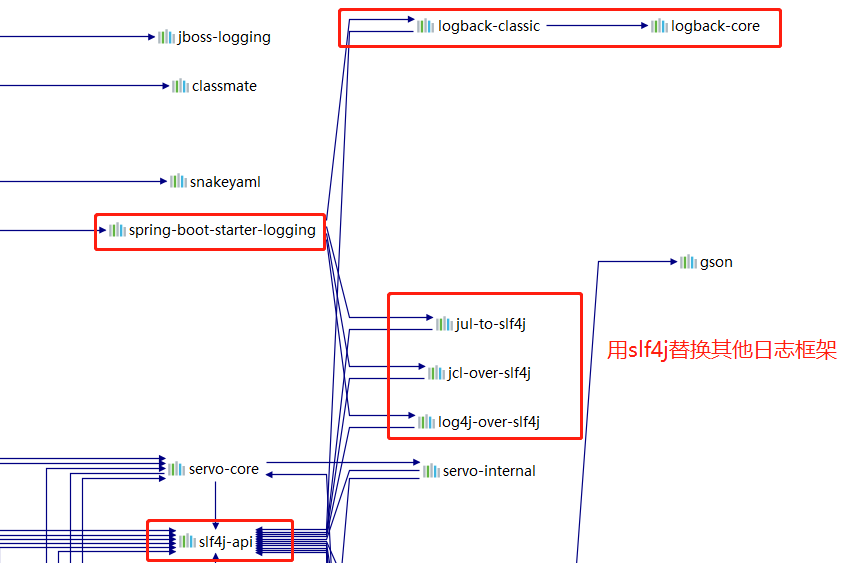 logback-classic
logback-core
jboss-logging
classmate
snakeyaml
spring-boot-starter-logging
gson
jul-to-slf4j
用slf4j替换其他日志框架
jcl-over-slf4j
log4j-over-slf4j
servo-core
servo-internal
slf4j-api